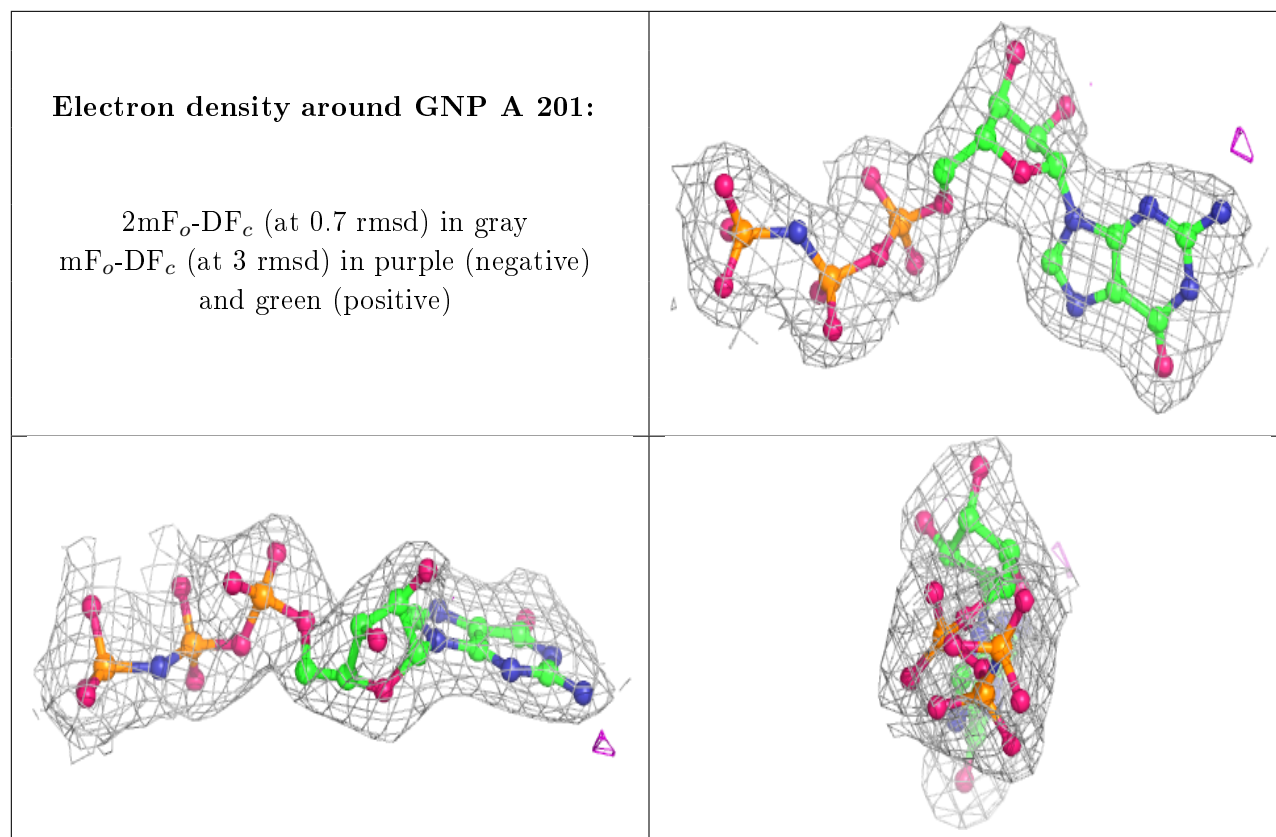 Electron density around GNP A 201:
2mFₒ-DF𝒸 (at 0.7 rmsd) in gray
mFₒ-DF𝒸 (at 3 rmsd) in purple (negative)
and green (positive)